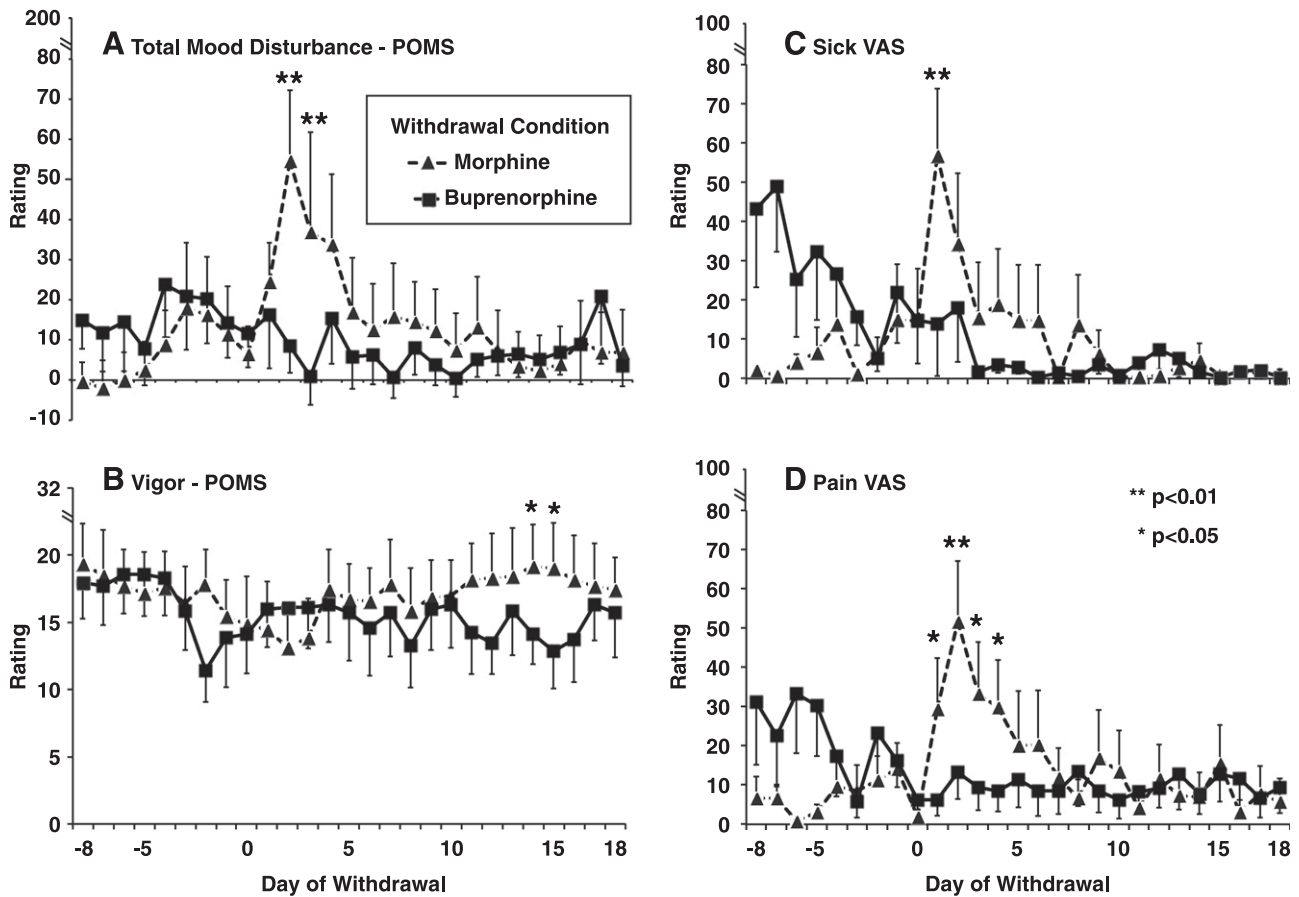 A Total Mood Disturbance - POMS
200
80
70
60
50
40
30
20
10
0
-10
Rating
**
**
Withdrawal Condition
Morphine
Buprenorphine
C Sick VAS
100
80
70
60
50
40
30
20
10
0
Rating
**
B Vigor - POMS
32
20
15
10
5
0
Rating
* *
-8 -5 0 5 10 15 18
Day of Withdrawal
D Pain VAS
100
80
70
60
50
40
30
20
10
0
Rating
** p<0.01
* p<0.05
**
*
*
*
-8 -5 0 5 10 15 18
Day of Withdrawal